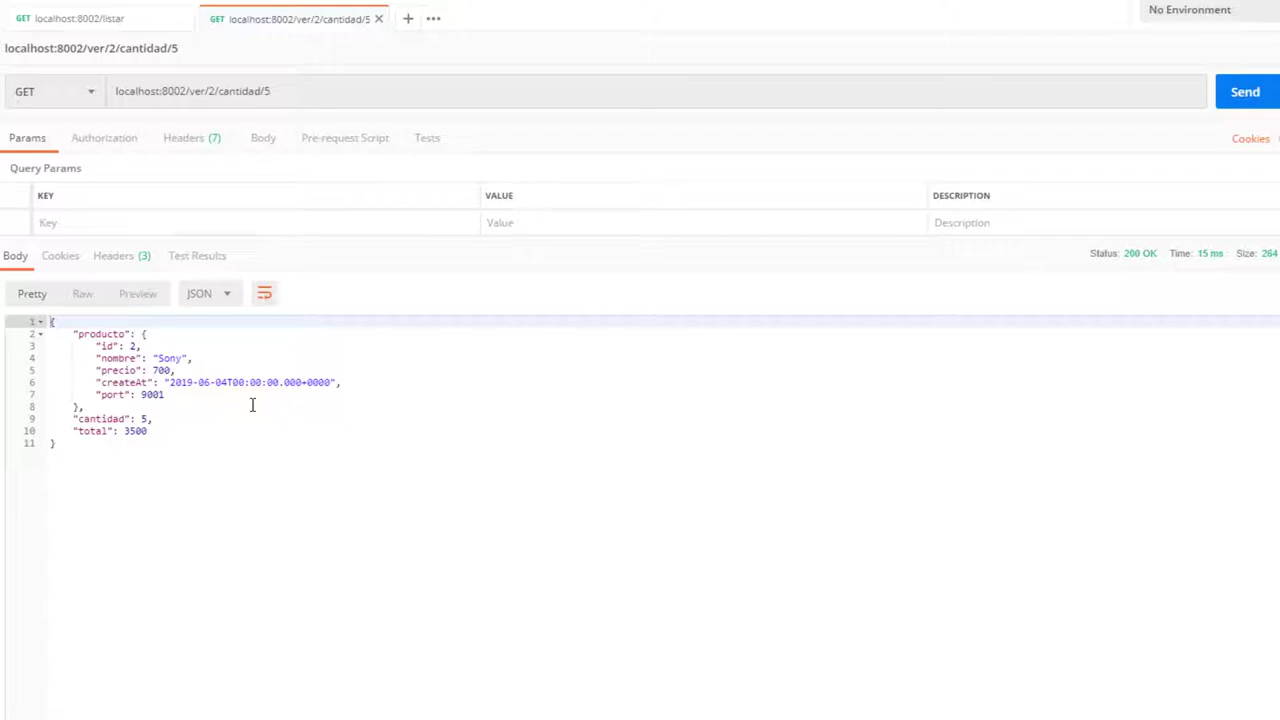 GET localhost:8002/listar
GET localhost:8002/ver/2/cantidad/5
No Environment
localhost:8002/ver/2/cantidad/5
GET localhost:8002/ver/2/cantidad/5 Send
Params Authorization Headers (7) Body Pre-request Script Tests Cookies
Query Params
KEY VALUE DESCRIPTION
Key Value Description
Body Cookies Headers (3) Test Results Status: 200 OK Time: 15 ms Size: 264
Pretty Raw Preview JSON
1 {
2 "producto": {
3 "id": 2,
4 "nombre": "Sony",
5 "precio": 700,
6 "createAt": "2019-06-04T00:00:00.000+0000",
7 "port": 9001
8 },
9 "cantidad": 5,
10 "total": 3500
11 }